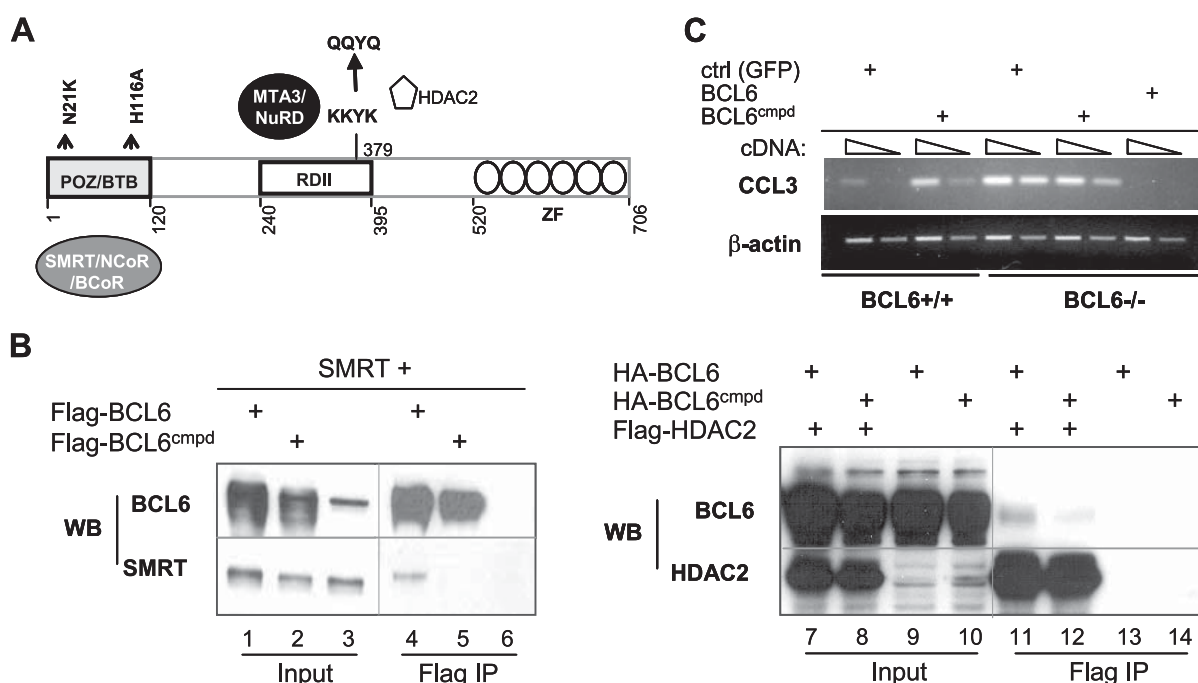 A
QQYQ
N21K
H116A
MTA3/
NuRD
KKYK
HDAC2
379
POZ/BTB
RDII
ZF
1
120
240
395
520
706
SMRT/NCoR
/BCoR
C
ctrl (GFP) + +
BCL6 +
BCL6cmpd + +
cDNA:
CCL3
β-actin
BCL6+/+ BCL6-/-
B
SMRT +
Flag-BCL6 + +
Flag-BCL6cmpd + +
WB
BCL6
SMRT
1 2 3 4 5 6
Input Flag IP
HA-BCL6 + + + +
HA-BCL6cmpd + + + +
Flag-HDAC2 + + + +
WB
BCL6
HDAC2
7 8 9 10 11 12 13 14
Input Flag IP